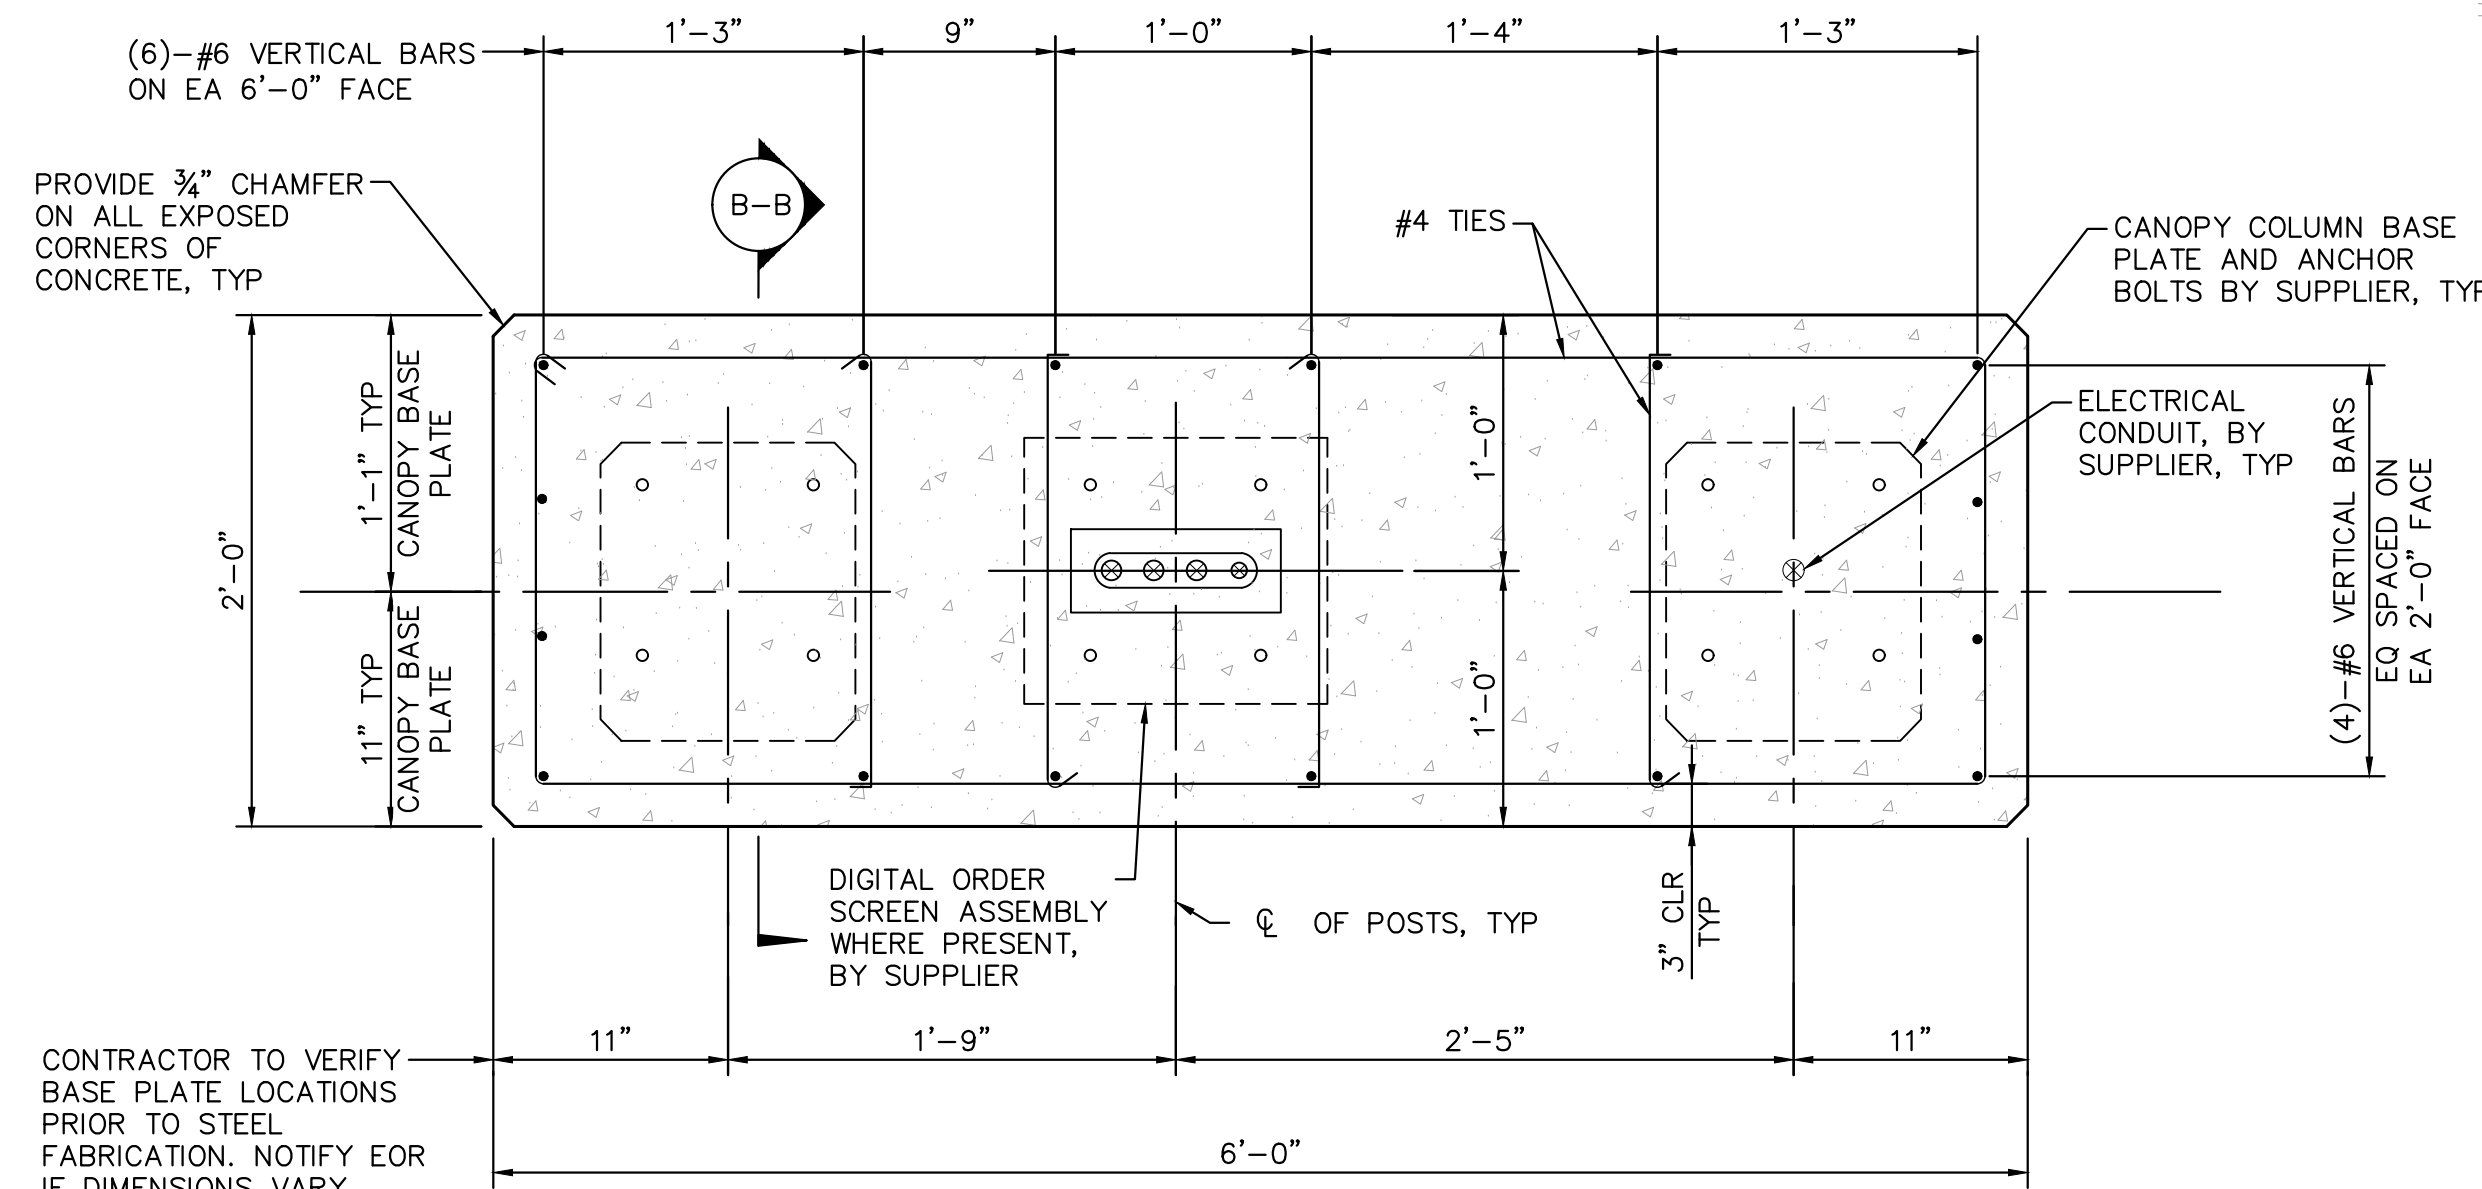 1'-3"
9"
1'-0"
1'-4"
1'-3"
(6)-#6 VERTICAL BARS
ON EA 6'-0" FACE
PROVIDE ¾" CHAMFER
ON ALL EXPOSED
CORNERS OF
CONCRETE, TYP
B-B
#4 TIES
CANOPY COLUMN BASE
PLATE AND ANCHOR
BOLTS BY SUPPLIER, TYP
ELECTRICAL
CONDUIT, BY
SUPPLIER, TYP
2'-0"
1'-1" TYP
CANOPY BASE
PLATE
11" TYP
CANOPY BASE
PLATE
1'-0"
1'-0"
(4)-#6 VERTICAL BARS
EQ SPACED ON
EA 2'-0" FACE
3" CLR
TYP
DIGITAL ORDER
SCREEN ASSEMBLY
WHERE PRESENT,
BY SUPPLIER
℄ OF POSTS, TYP
11"
1'-9"
2'-5"
11"
6'-0"
CONTRACTOR TO VERIFY
BASE PLATE LOCATIONS
PRIOR TO STEEL
FABRICATION. NOTIFY EOR
IF DIMENSIONS VARY